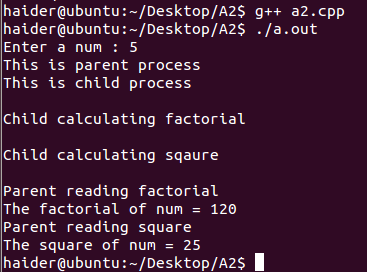 haider@ubuntu:~/Desktop/A2$ g++ a2.cpp
haider@ubuntu:~/Desktop/A2$ ./a.out
Enter a num : 5
This is parent process
This is child process
Child calculating factorial
Child calculating sqaure
Parent reading factorial
The factorial of num = 120
Parent reading square
The square of num = 25
haider@ubuntu:~/Desktop/A2$